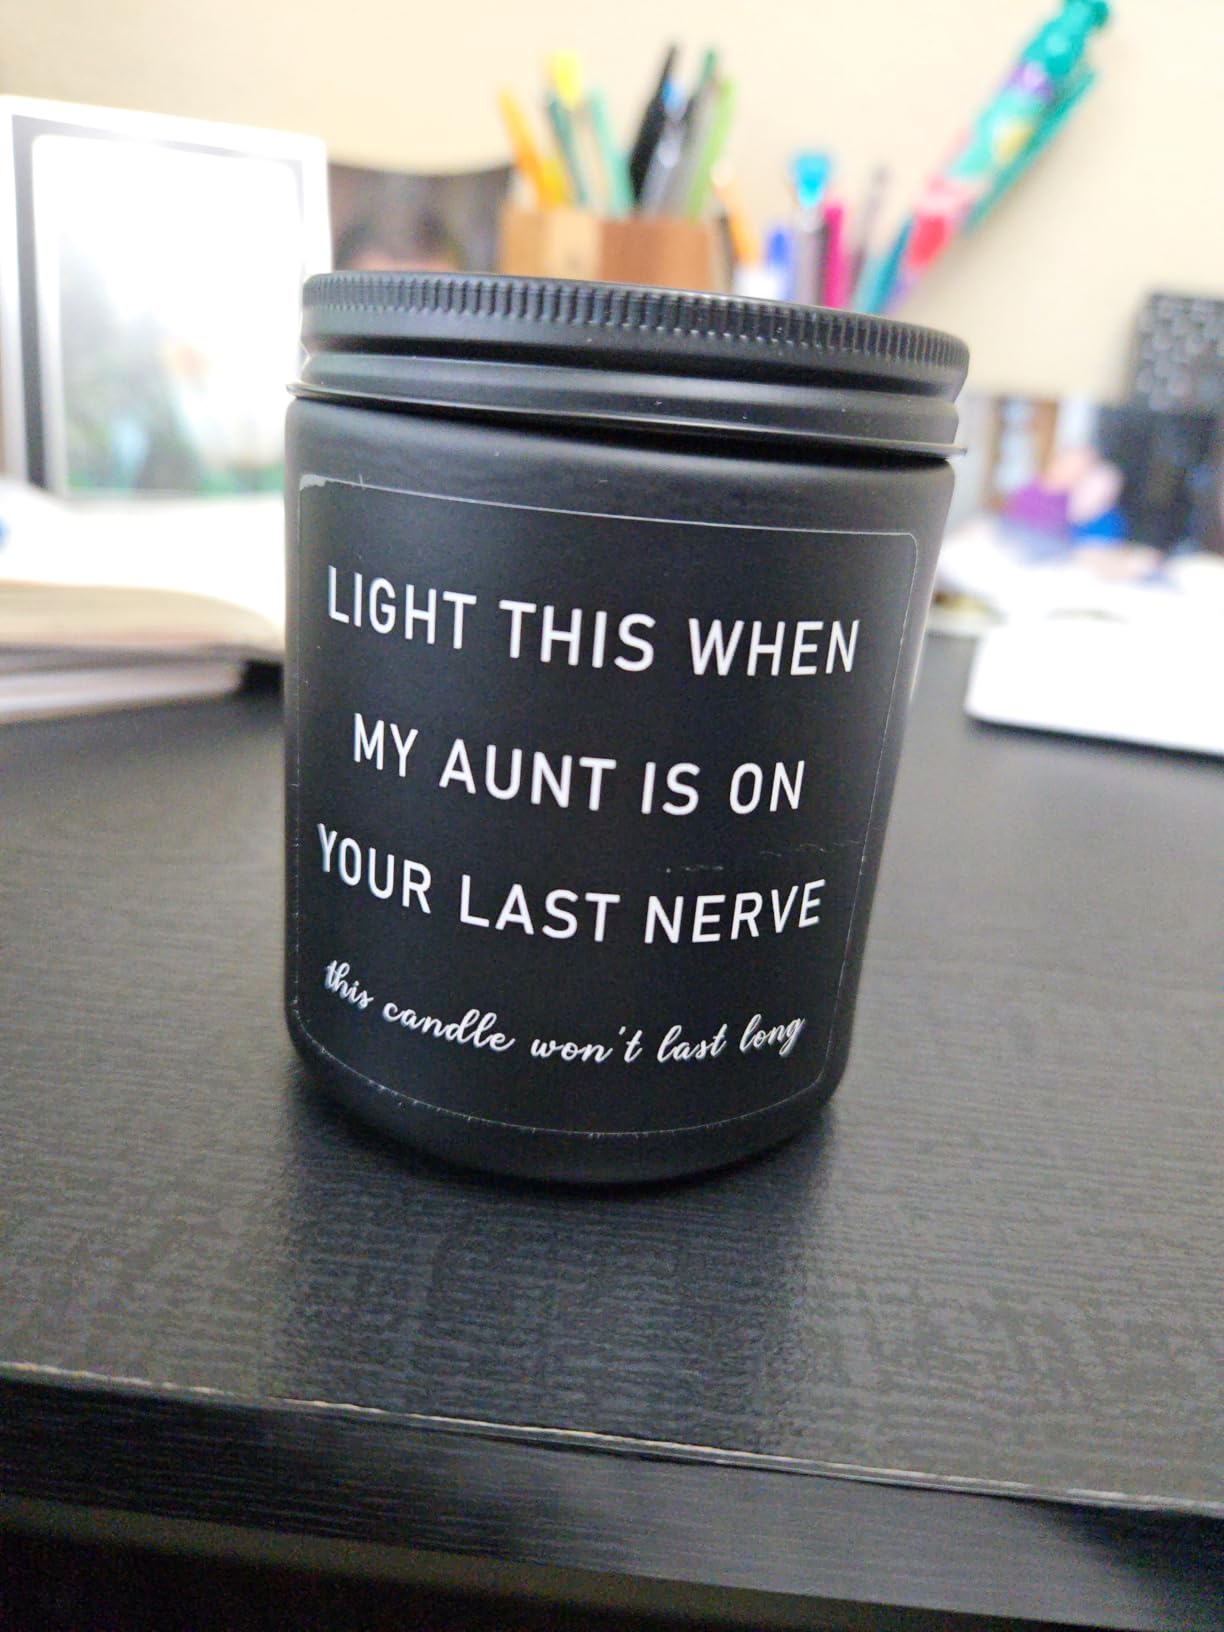 LIGHT THIS WHEN
MY AUNT IS ON
YOUR LAST NERVE
this candle won't last long